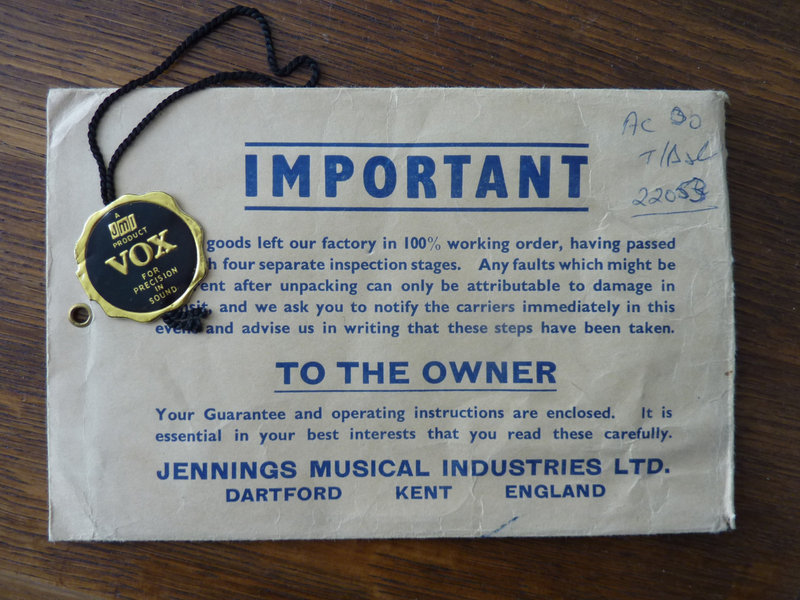 Ac 30
IMPORTANT
goods left our factory in 100% working order, having passed
four separate inspection stages. Any faults which might be
after unpacking can only be attributable to damage in
and we ask you to notify the carriers immediately in this
event and advise us in writing that these steps have been taken.
TO THE OWNER
Your Guarantee and operating instructions are enclosed. It is
essential in your best interests that you read these carefully.
JENNINGS MUSICAL INDUSTRIES LTD.
DARTFORD KENT ENGLAND
A
JMI
PRODUCT
VOX
FOR
PRECISION
IN
SOUND